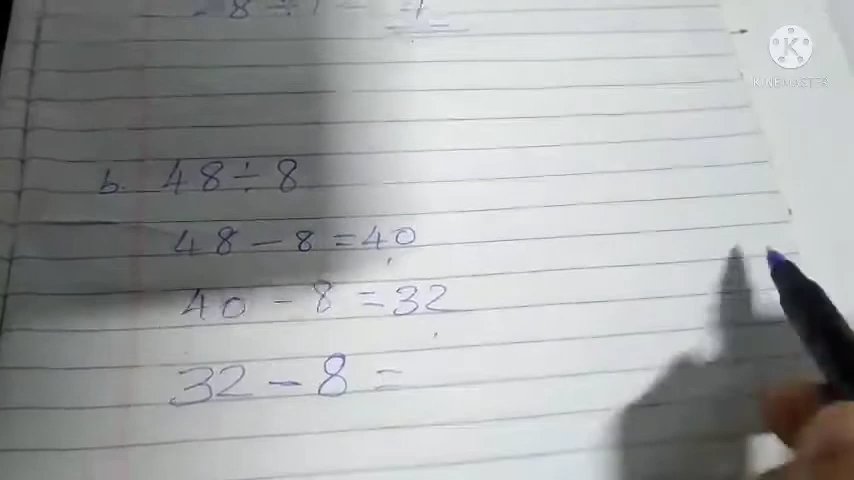 b. 48 ÷ 8
48 - 8 = 40
40 - 8 = 32
32 - 8 =
KINEMASTER